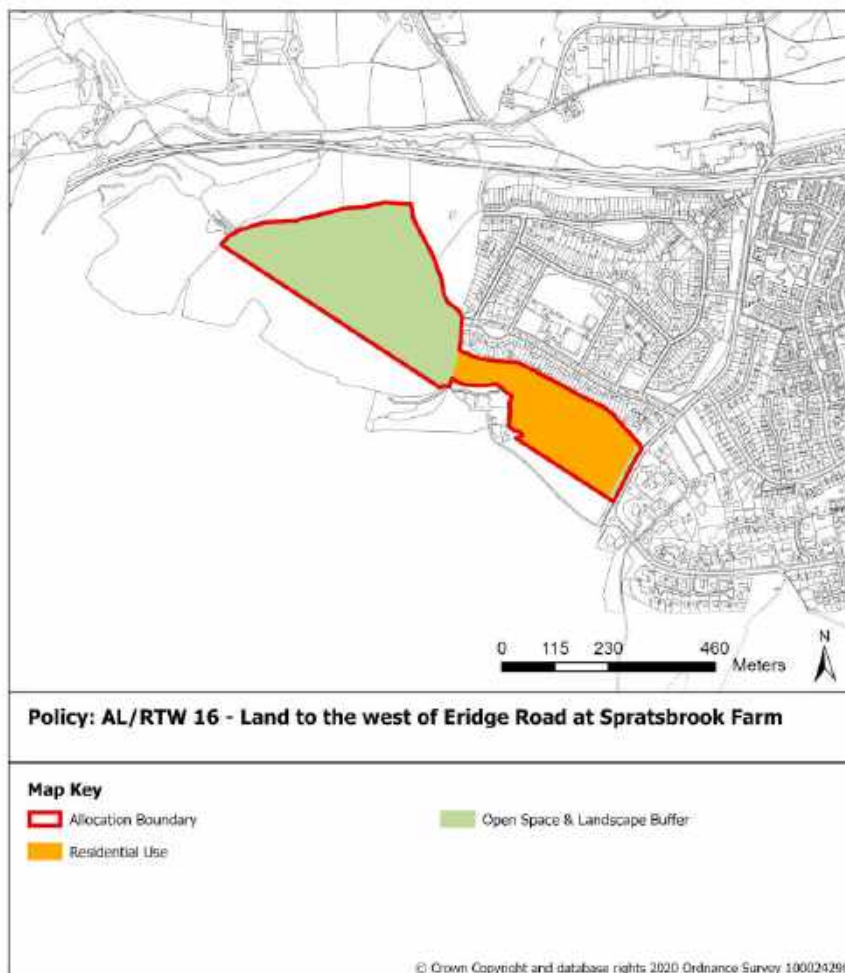 0 115 230 460
Meters
N
Policy: AL/RTW 16 - Land to the west of Eridge Road at Spratsbrook Farm
Map Key
Allocation Boundary
Open Space & Landscape Buffer
Residential Use
© Crown Copyright and database rights 2020 Ordnance Survey 100024298